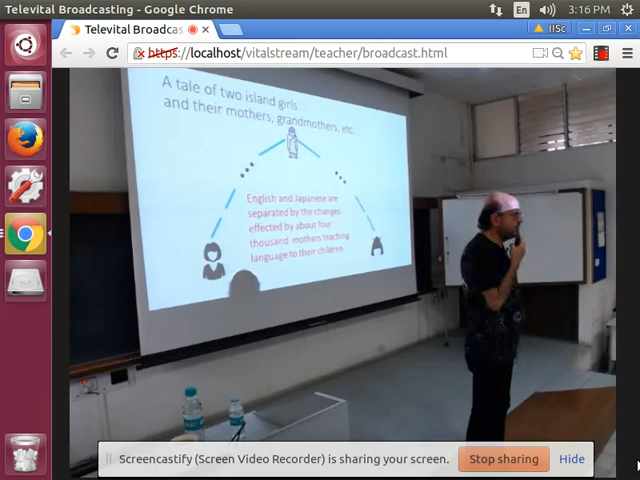 Televital Broadcasting - Google Chrome
En
3:16 PM
Televital Broadcas
IISc
https://localhost/vitalstream/teacher/broadcast.html
A tale of two island girls
and their mothers, grandmothers, etc.
English and Japanese are
separated by the changes
effected by about four
thousand mothers teaching
language to their children
Screencastify (Screen Video Recorder) is sharing your screen.
Stop sharing
Hide